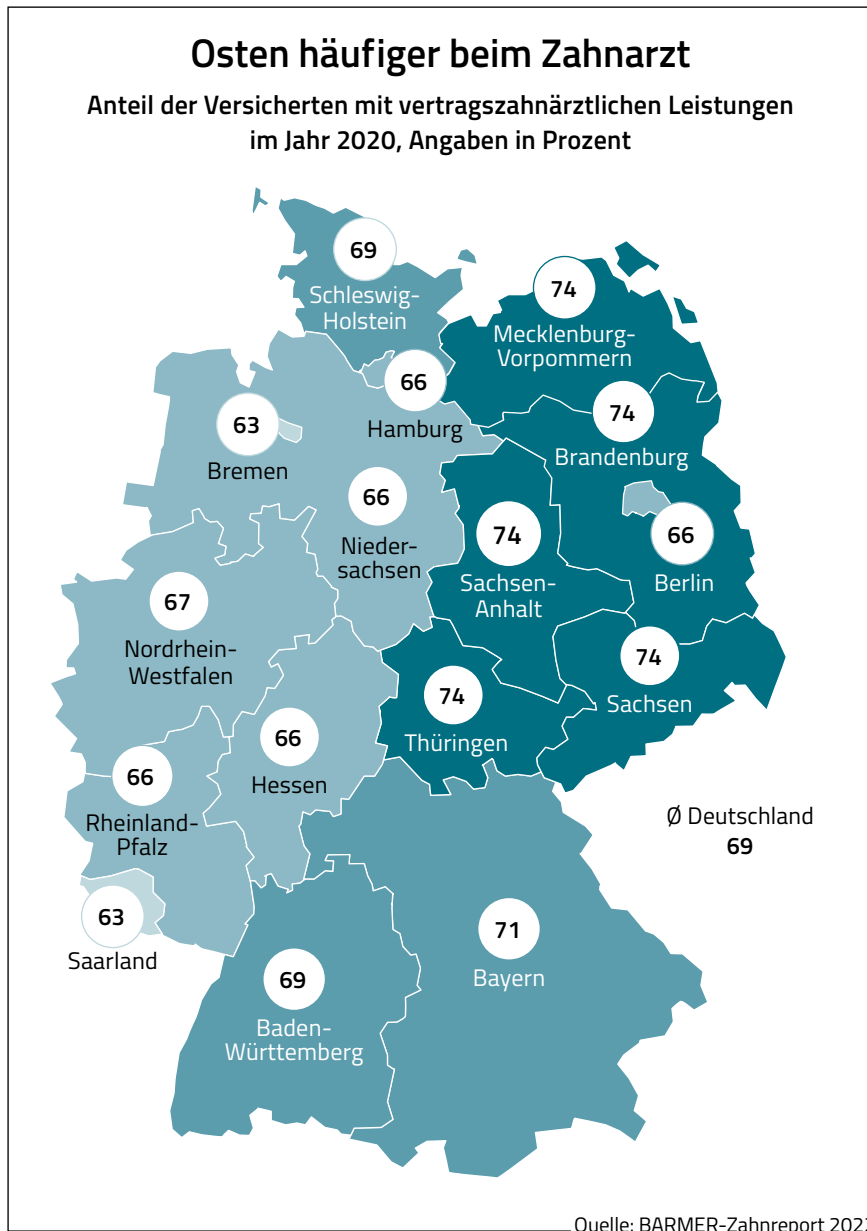 Osten häufiger beim Zahnarzt
Anteil der Versicherten mit vertragszahnärztlichen Leistungen
im Jahr 2020, Angaben in Prozent
69
Schleswig-
Holstein
74
Mecklenburg-
Vorpommern
66
Hamburg
63
Bremen
74
Brandenburg
66
Nieder-
sachsen
74
Sachsen-
Anhalt
66
Berlin
67
Nordrhein-
Westfalen
74
Sachsen
74
Thüringen
66
Hessen
66
Rheinland-
Pfalz
Ø Deutschland
69
63
Saarland
71
Bayern
69
Baden-
Württemberg
Quelle: BARMER-Zahnreport 202